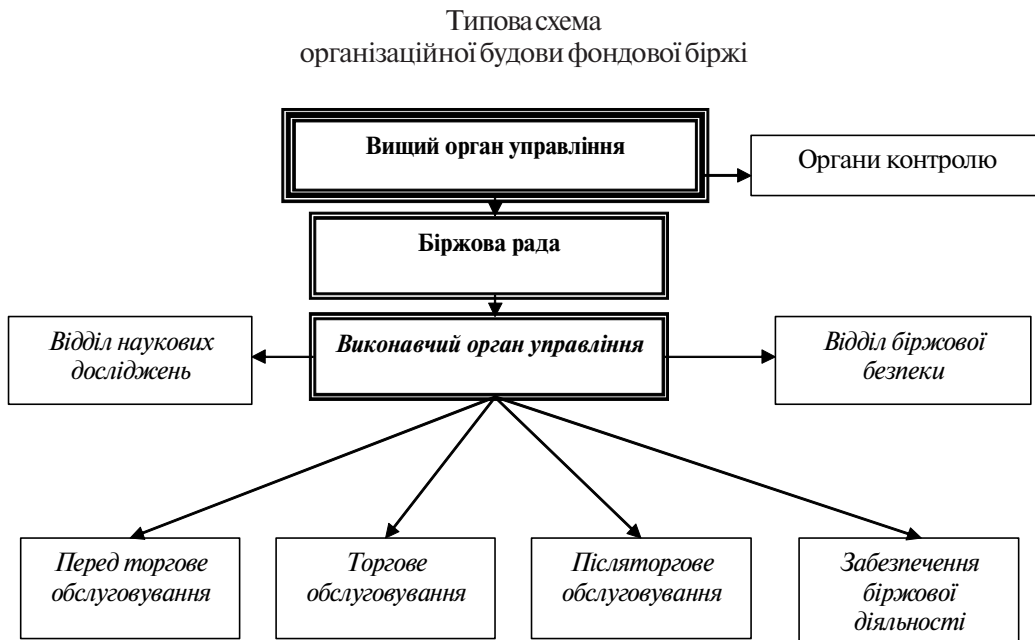 Типова схема
організаційної будови фондової біржі
Вищий орган управління
Органи контролю
Біржова рада
Відділ наукових
досліджень
Виконавчий орган управління
Відділ біржової
безпеки
Перед торгове
обслуговування
Торгове
обслуговування
Післяторгове
обслуговування
Забезпечення
біржової
діяльності